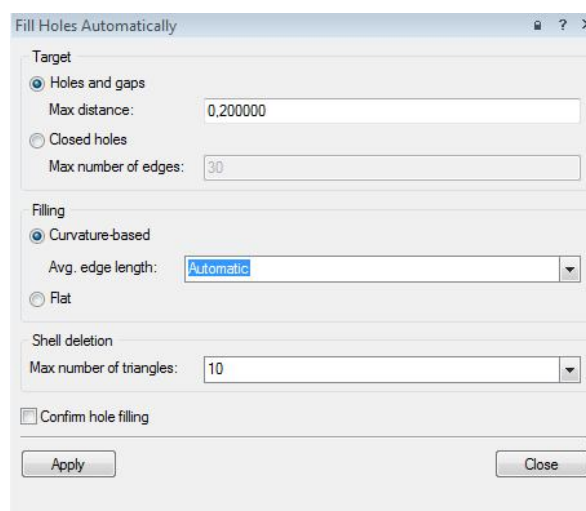 Fill Holes Automatically ?
Target
Holes and gaps
Max distance: 0,200000
Closed holes
Max number of edges: 30
Filling
Curvature-based
Avg. edge length: Automatic
Flat
Shell deletion
Max number of triangles: 10
Confirm hole filling
Apply Close